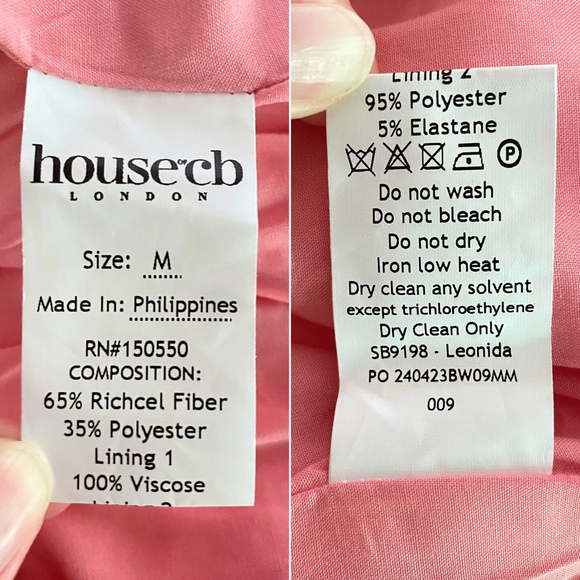 house of cb
LONDON
Size: M
Made In: Philippines
RN#150550
COMPOSITION:
65% Richcel Fiber
35% Polyester
Lining 1
100% Viscose
Lining 2
Lining 2
95% Polyester
5% Elastane
P
Do not wash
Do not bleach
Do not dry
Iron low heat
Dry clean any solvent
except trichloroethylene
Dry Clean Only
SB9198 - Leonida
PO 240423BW09MM
009